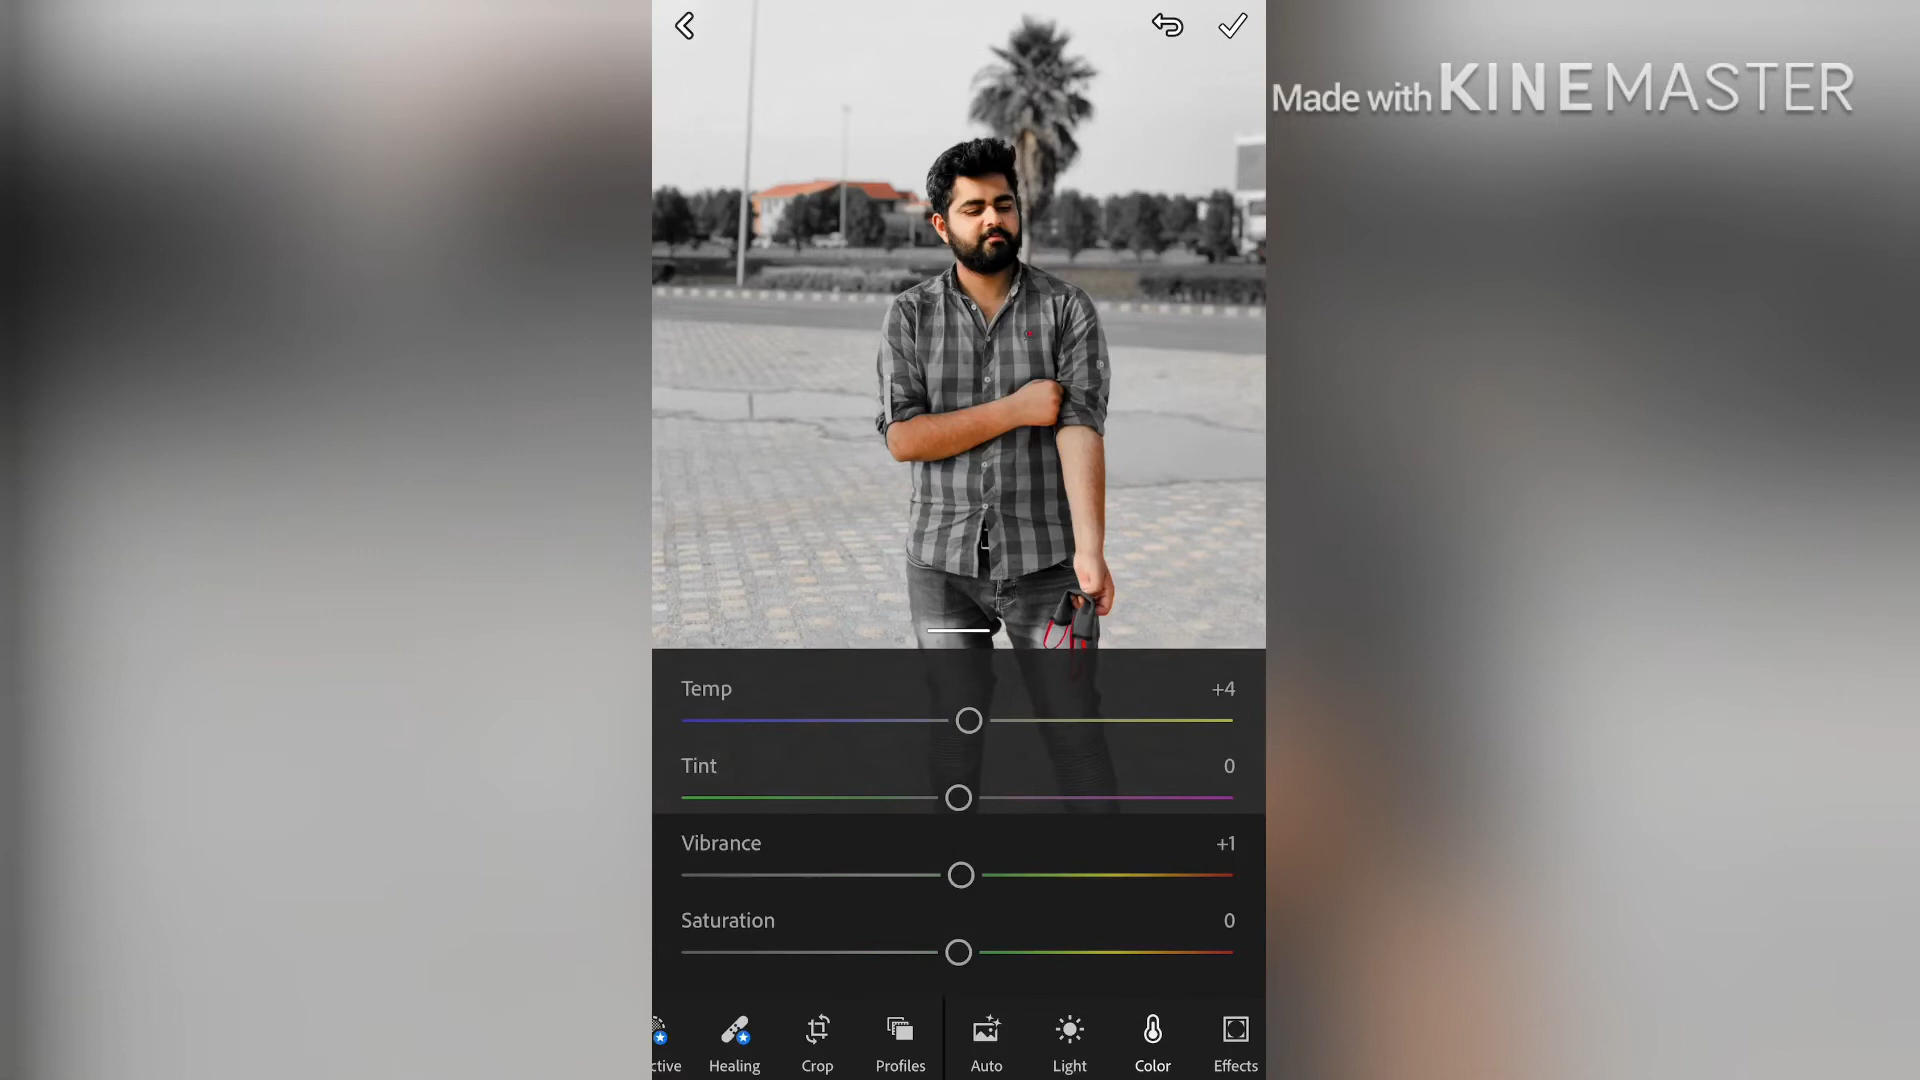 Made with KINEMASTER
Temp +4
Tint 0
Vibrance +1
Saturation 0
ctive Healing Crop Profiles Auto Light Color Effects